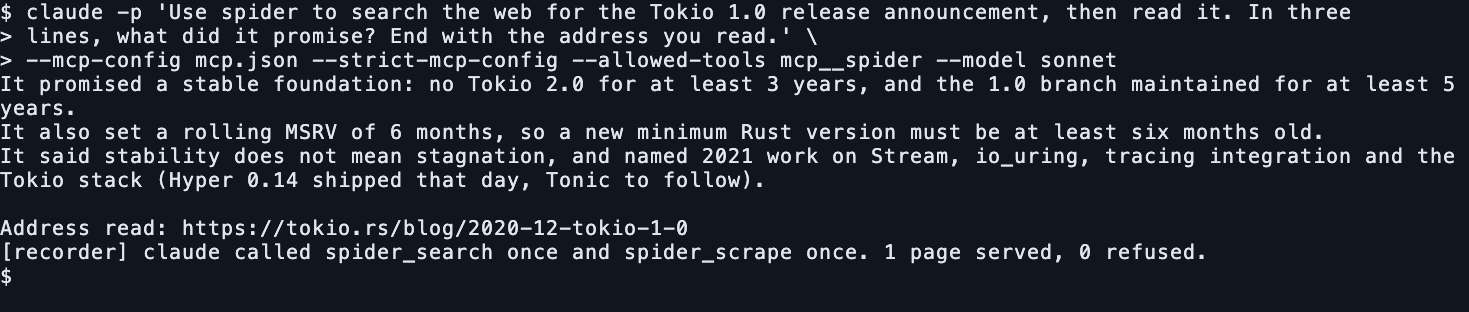 $ claude -p 'Use spider to search the web for the Tokio 1.0 release announcement, then read it. In three
> lines, what did it promise? End with the address you read.' \
> --mcp-config mcp.json --strict-mcp-config --allowed-tools mcp__spider --model sonnet
It promised a stable foundation: no Tokio 2.0 for at least 3 years, and the 1.0 branch maintained for at least 5
years.
It also set a rolling MSRV of 6 months, so a new minimum Rust version must be at least six months old.
It said stability does not mean stagnation, and named 2021 work on Stream, io_uring, tracing integration and the
Tokio stack (Hyper 0.14 shipped that day, Tonic to follow).

Address read: https://tokio.rs/blog/2020-12-tokio-1-0
[recorder] claude called spider_search once and spider_scrape once. 1 page served, 0 refused.
$